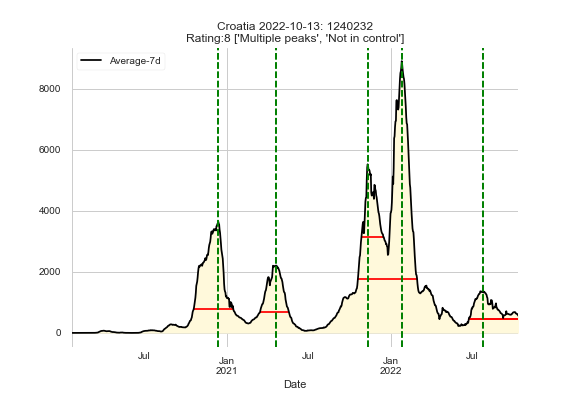 Croatia 2022-10-13: 1240232
Rating:8 ['Multiple peaks', 'Not in control']
Average-7d
8000
6000
4000
2000
0
Jul
Jan
2021
Jul
Jan
2022
Jul
Date